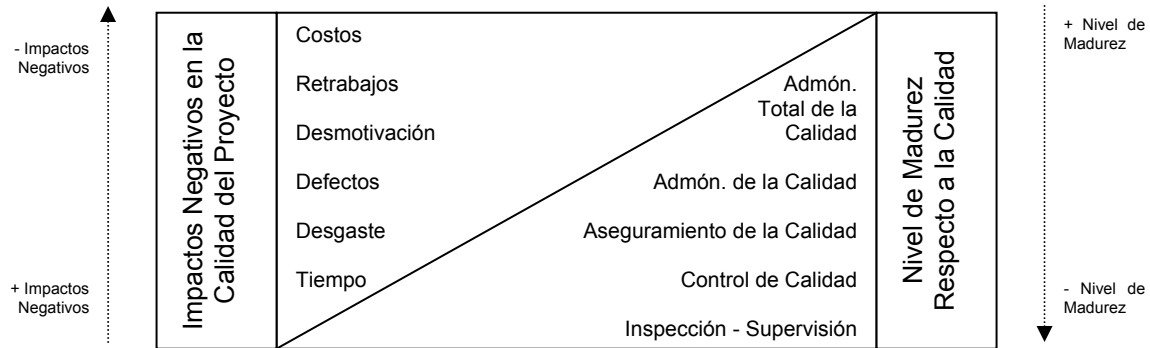 - Impactos
Negativos
+ Impactos
Negativos
Impactos Negativos en la
Calidad del Proyecto
Costos
Retrabajos
Desmotivación
Defectos
Desgaste
Tiempo
Admón.
Total de la
Calidad
Admón. de la Calidad
Aseguramiento de la Calidad
Control de Calidad
Inspección - Supervisión
Nivel de Madurez
Respecto a la Calidad
+ Nivel de
Madurez
- Nivel de
Madurez